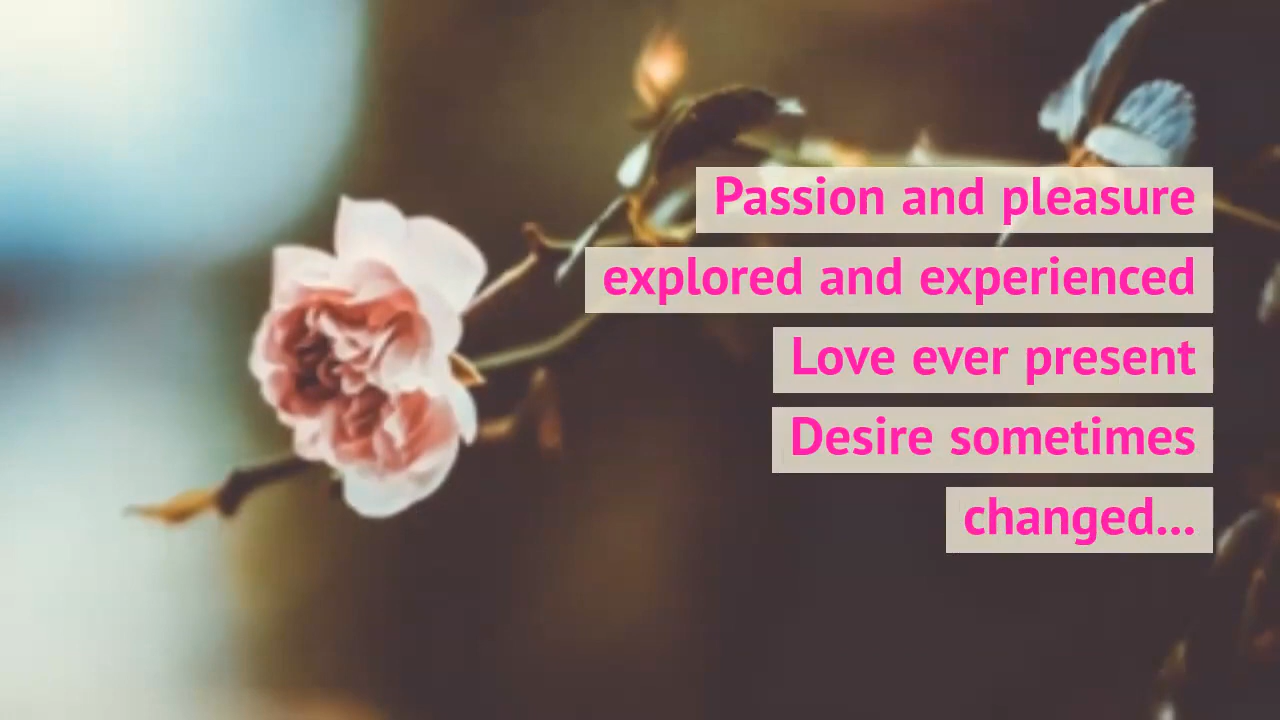 Passion and pleasure
explored and experienced
Love ever present
Desire sometimes
changed...